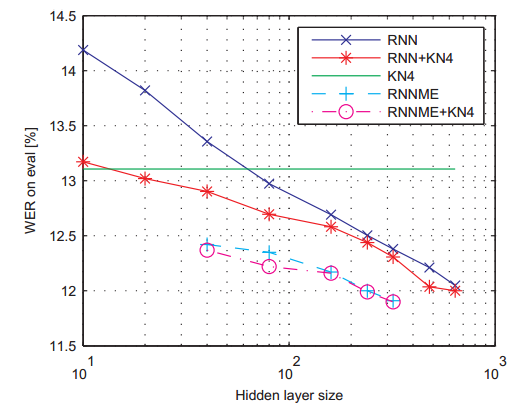 14.5
14
13.5
13
12.5
12
11.5
WER on eval [%]
RNN
RNN+KN4
KN4
RNNME
RNNME+KN4
10^1
10^2
10^3
Hidden layer size